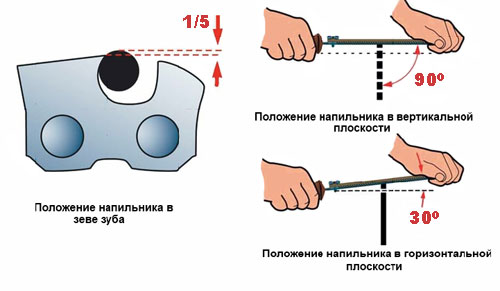 1/5
90°
Положение напильника в вертикальной
плоскости
30°
Положение напильника в
зеве зуба
Положение напильника в горизонтальной
плоскости